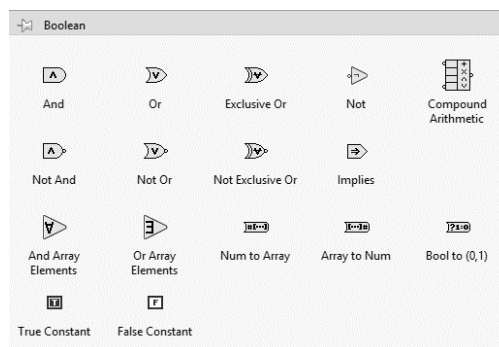 Boolean
And
Or
Exclusive Or
Not
Compound
Arithmetic
Not And
Not Or
Not Exclusive Or
Implies
And Array
Elements
Or Array
Elements
Num to Array
Array to Num
Bool to (0,1)
True Constant
False Constant